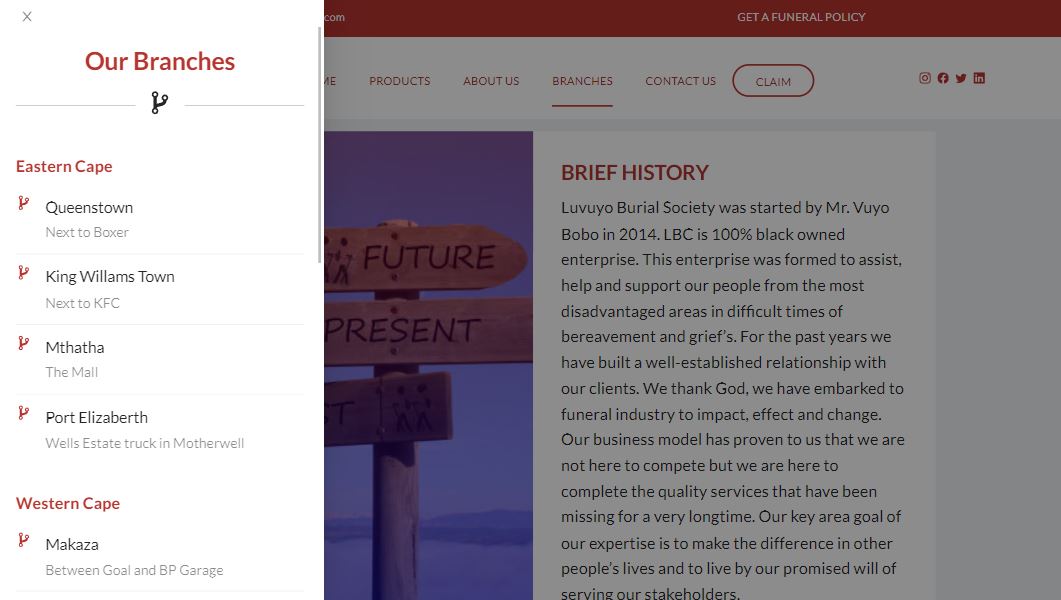 X
Our Branches
Eastern Cape
Queenstown
Next to Boxer
King Willams Town
Next to KFC
Mthatha
The Mall
Port Elizaberth
Wells Estate truck in Motherwell
Western Cape
Makaza
Between Goal and BP Garage
com
GET A FUNERAL POLICY
ME PRODUCTS ABOUT US BRANCHES CONTACT US CLAIM
FUTURE
PRESENT
ST
BRIEF HISTORY
Luvuyo Burial Society was started by Mr. Vuyo
Bobo in 2014. LBC is 100% black owned
enterprise. This enterprise was formed to assist,
help and support our people from the most
disadvantaged areas in difficult times of
bereavement and grief’s. For the past years we
have built a well-established relationship with
our clients. We thank God, we have embarked to
funeral industry to impact, effect and change.
Our business model has proven to us that we are
not here to compete but we are here to
complete the quality services that have been
missing for a very longtime. Our key area goal of
our expertise is to make the difference in other
people’s lives and to live by our promised will of
serving our stakeholders.